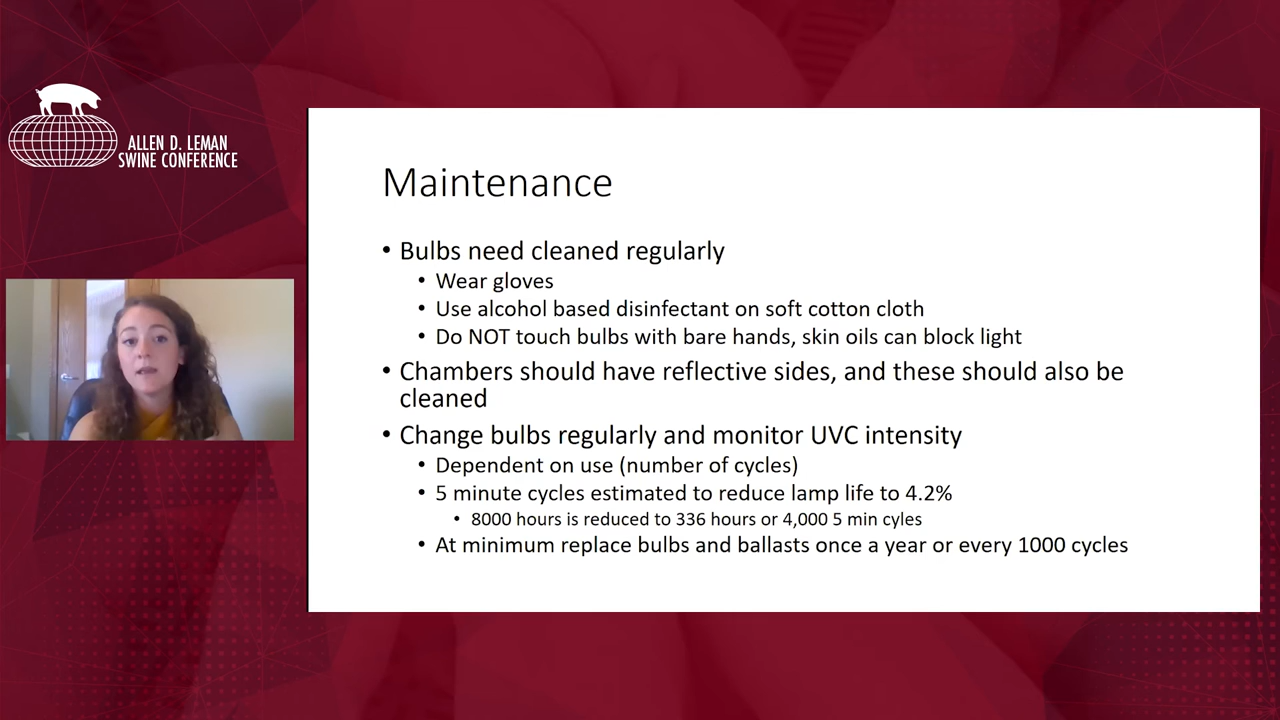 ALLEN D. LEMAN
SWINE CONFERENCE
Maintenance
• Bulbs need cleaned regularly
• Wear gloves
• Use alcohol based disinfectant on soft cotton cloth
• Do NOT touch bulbs with bare hands, skin oils can block light
• Chambers should have reflective sides, and these should also be
cleaned
• Change bulbs regularly and monitor UVC intensity
• Dependent on use (number of cycles)
• 5 minute cycles estimated to reduce lamp life to 4.2%
• 8000 hours is reduced to 336 hours or 4,000 5 min cyles
• At minimum replace bulbs and ballasts once a year or every 1000 cycles